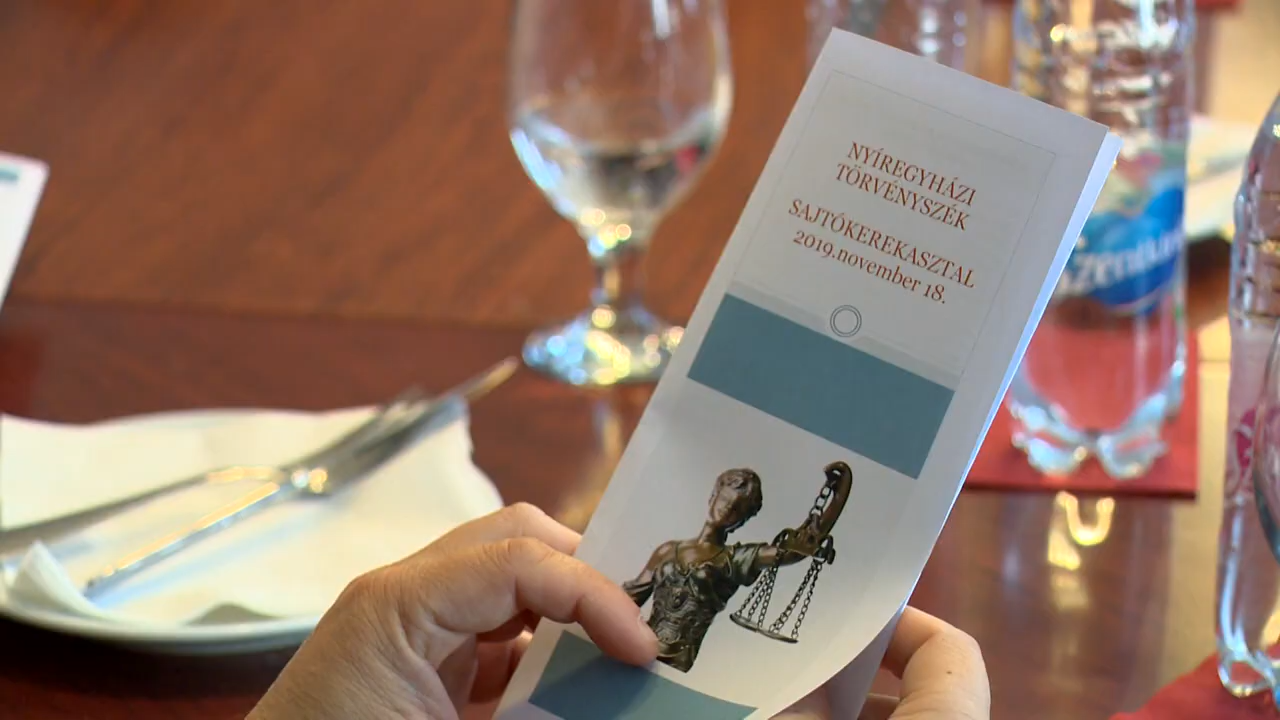 NYÍREGYHÁZI
TÖRVÉNYSZÉK
SAJTÓKEREKASZTAL
2019.november 18.